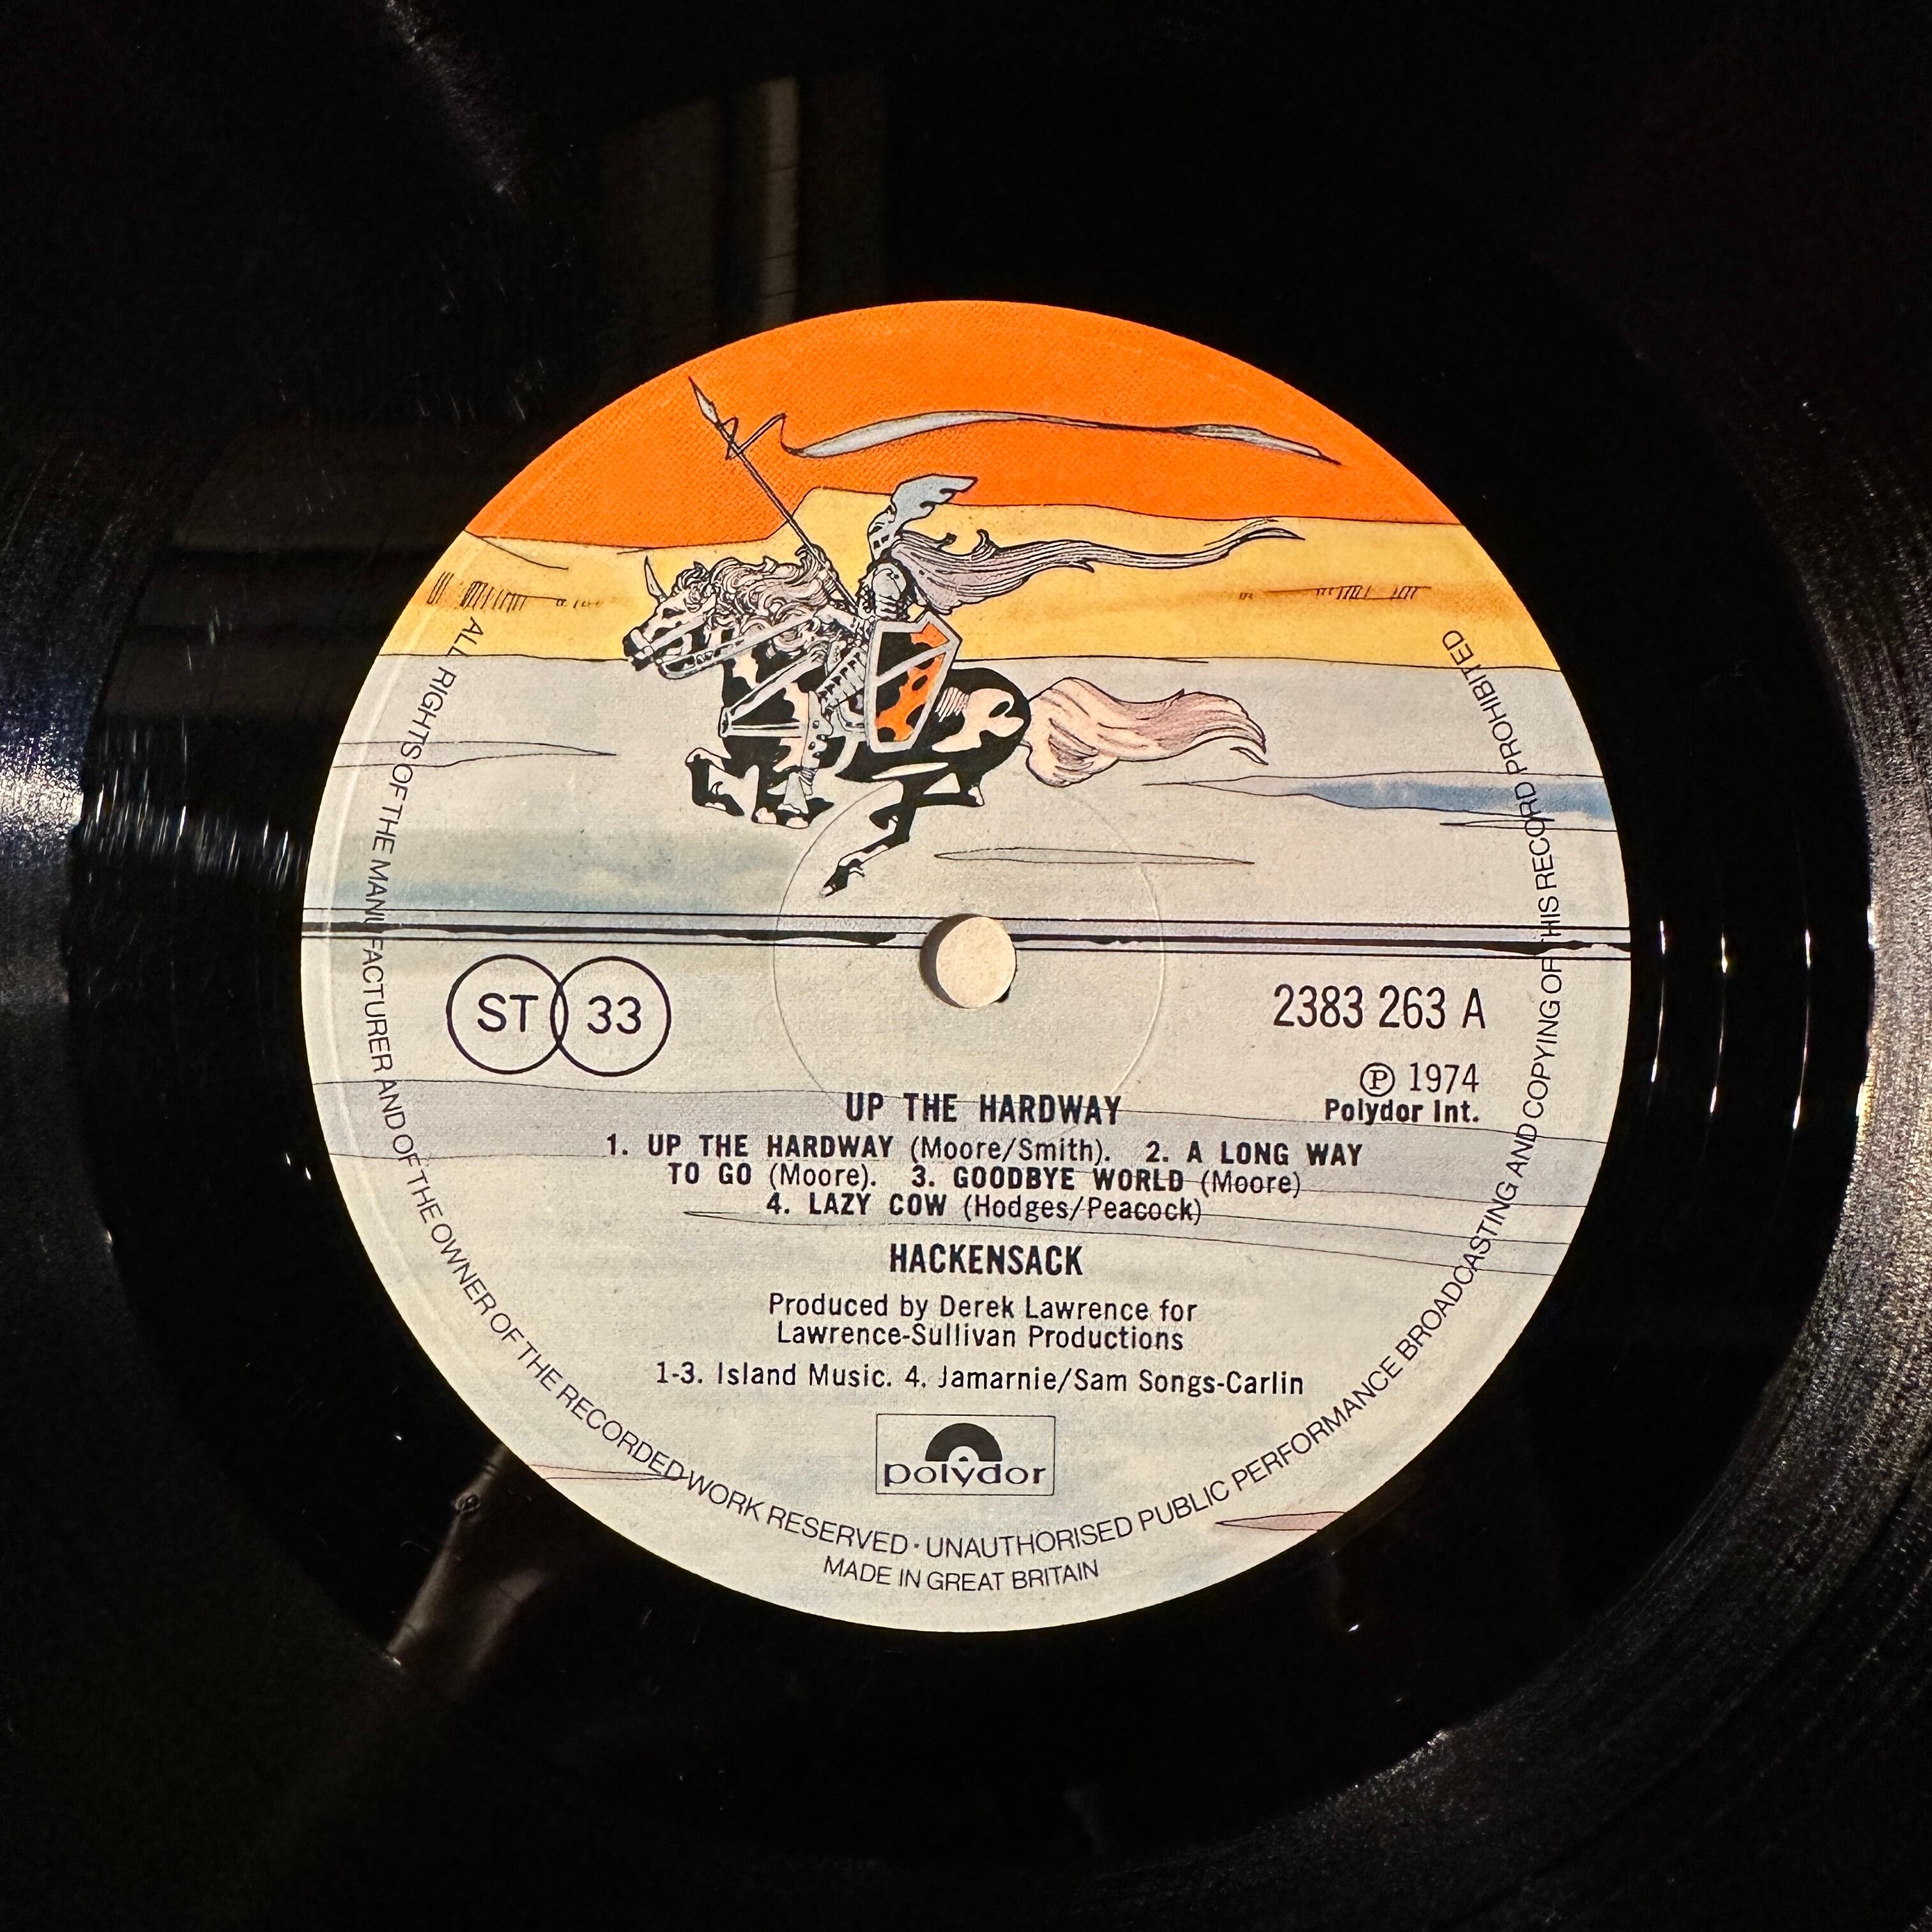 ST 33
2383 263 A
Ⓟ 1974
Polydor Int.
UP THE HARDWAY
1. UP THE HARDWAY (Moore/Smith). 2. A LONG WAY
TO GO (Moore). 3. GOODBYE WORLD (Moore)
4. LAZY COW (Hodges/Peacock)
HACKENSACK
Produced by Derek Lawrence for
Lawrence-Sullivan Productions
1-3. Island Music. 4. Jamarnie/Sam Songs-Carlin
polydor
ALL RIGHTS OF THE MANUFACTURER AND OF THE OWNER OF THE RECORDED WORK RESERVED · UNAUTHORISED PUBLIC PERFORMANCE BROADCASTING AND COPYING OF THIS RECORD PROHIBITED
MADE IN GREAT BRITAIN